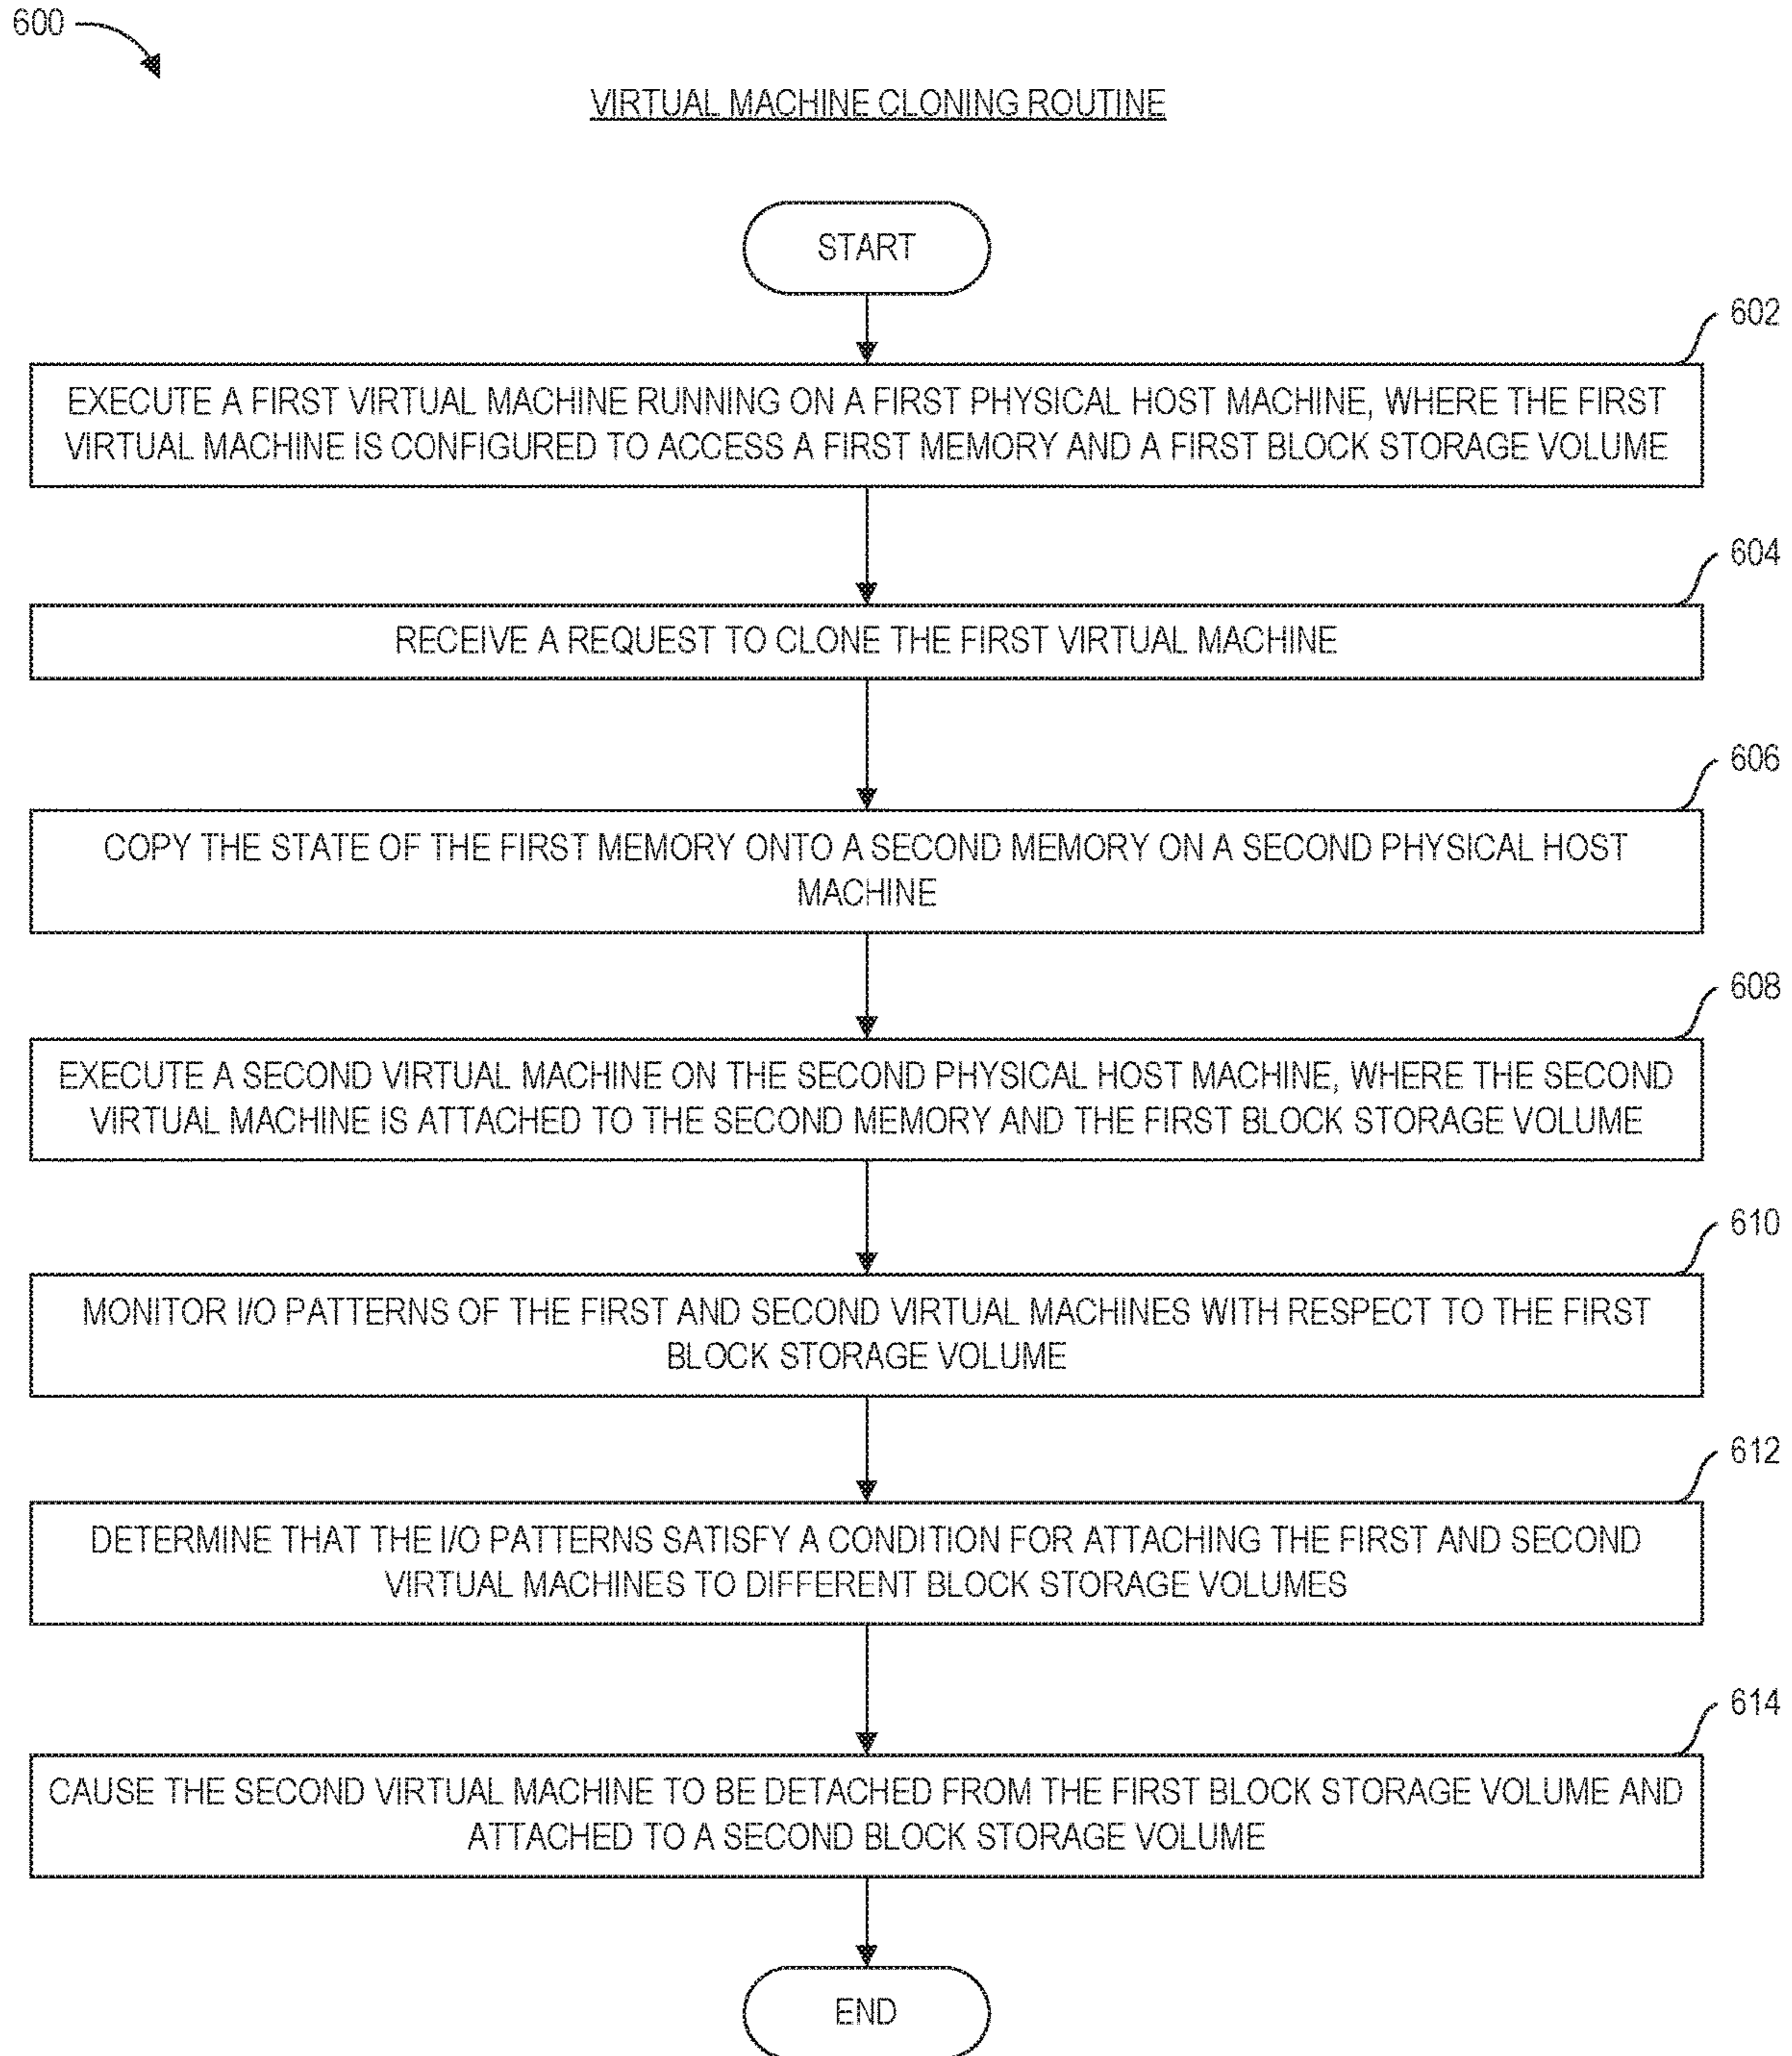 600
VIRTUAL MACHINE CLONING ROUTINE
START
602
EXECUTE A FIRST VIRTUAL MACHINE RUNNING ON A FIRST PHYSICAL HOST MACHINE, WHERE THE FIRST
VIRTUAL MACHINE IS CONFIGURED TO ACCESS A FIRST MEMORY AND A FIRST BLOCK STORAGE VOLUME
604
RECEIVE A REQUEST TO CLONE THE FIRST VIRTUAL MACHINE
606
COPY THE STATE OF THE FIRST MEMORY ONTO A SECOND MEMORY ON A SECOND PHYSICAL HOST
MACHINE
608
EXECUTE A SECOND VIRTUAL MACHINE ON THE SECOND PHYSICAL HOST MACHINE, WHERE THE SECOND
VIRTUAL MACHINE IS ATTACHED TO THE SECOND MEMORY AND THE FIRST BLOCK STORAGE VOLUME
610
MONITOR I/O PATTERNS OF THE FIRST AND SECOND VIRTUAL MACHINES WITH RESPECT TO THE FIRST
BLOCK STORAGE VOLUME
612
DETERMINE THAT THE I/O PATTERNS SATISFY A CONDITION FOR ATTACHING THE FIRST AND SECOND
VIRTUAL MACHINES TO DIFFERENT BLOCK STORAGE VOLUMES
614
CAUSE THE SECOND VIRTUAL MACHINE TO BE DETACHED FROM THE FIRST BLOCK STORAGE VOLUME AND
ATTACHED TO A SECOND BLOCK STORAGE VOLUME
END